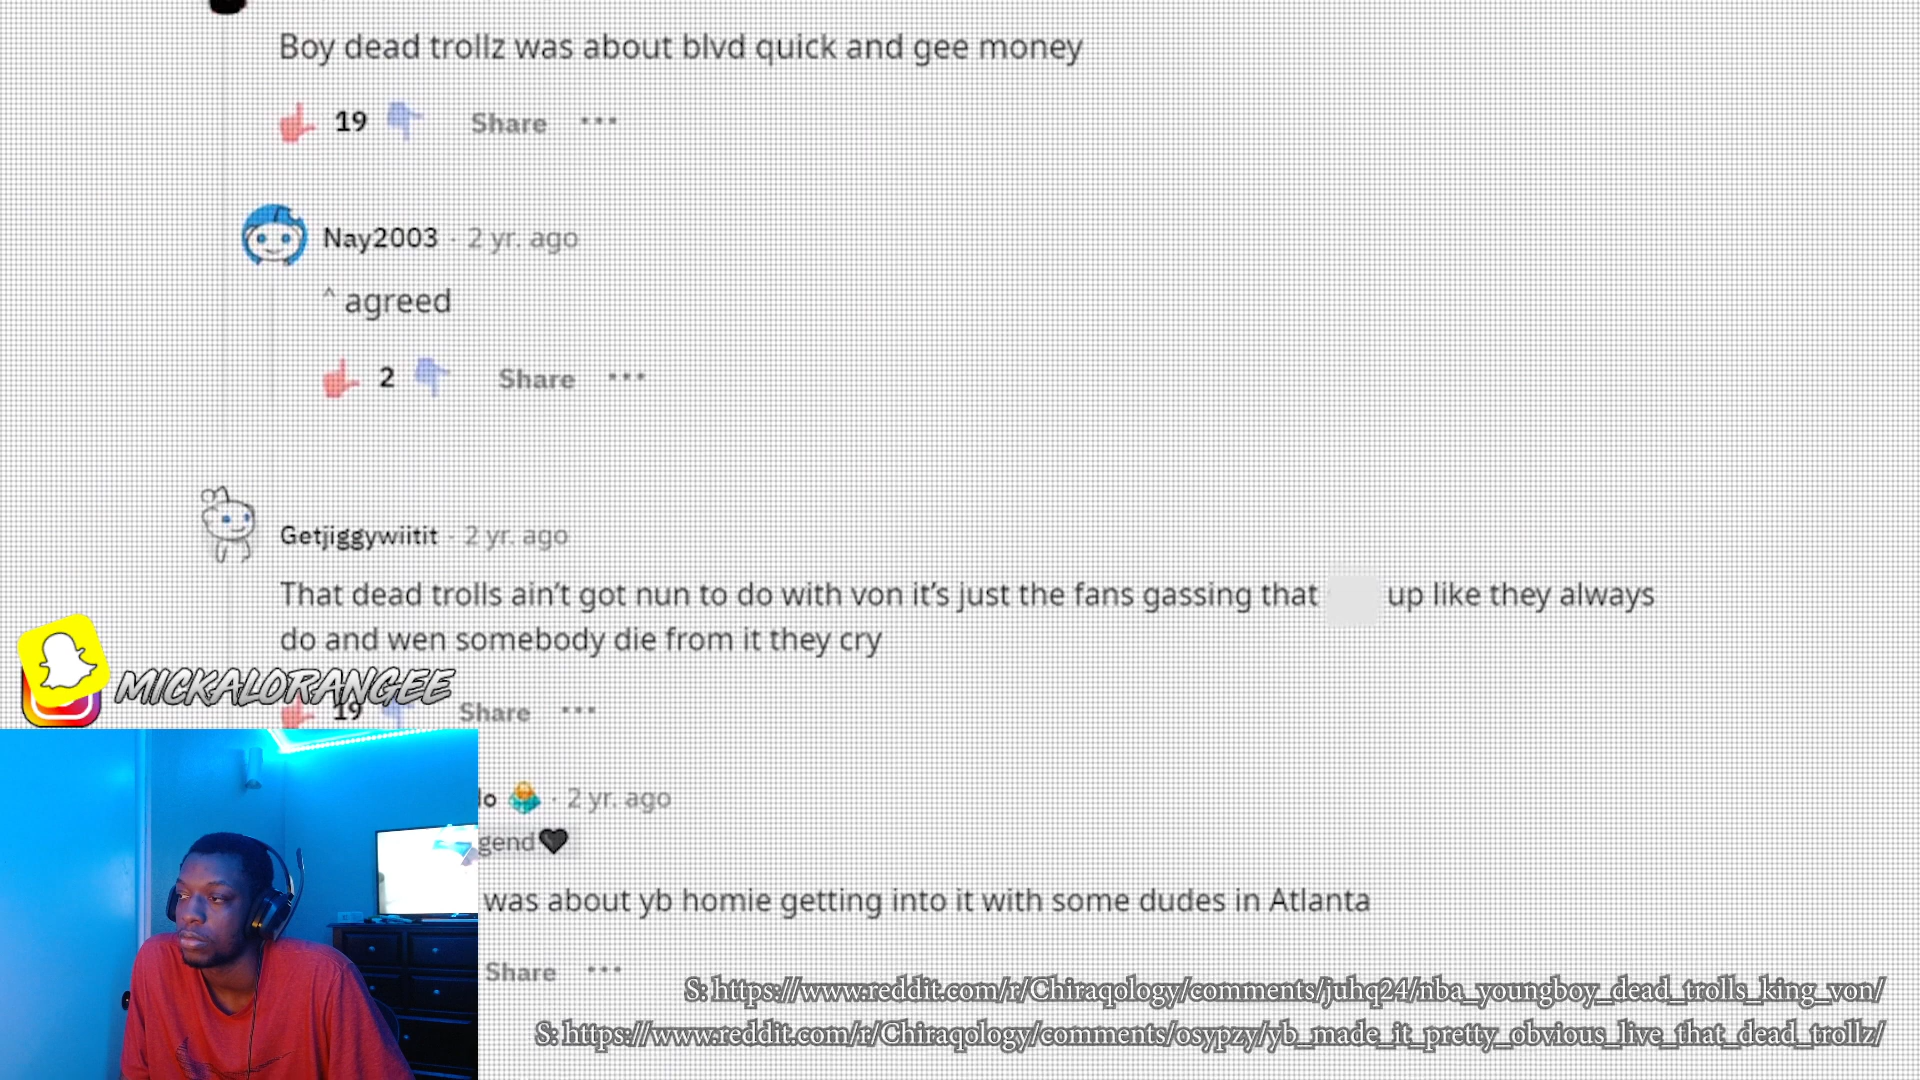 Boy dead trollz was about blvd quick and gee money
19 Share
Nay2003 · 2 yr. ago
^ agreed
2 Share
Getjiggywiitit · 2 yr. ago
That dead trolls ain't got nun to do with von it's just the fans gassing that up like they always
do and wen somebody die from it they cry
MICKALORANGEE
19 Share
lo · 2 yr. ago
gend🖤
was about yb homie getting into it with some dudes in Atlanta
Share
S: https://www.reddit.com/r/Chiraqology/comments/juhq24/nba_youngboy_dead_trolls_king_von/
S: https://www.reddit.com/r/Chiraqology/comments/osypzy/yb_made_it_pretty_obvious_live_that_dead_trollz/